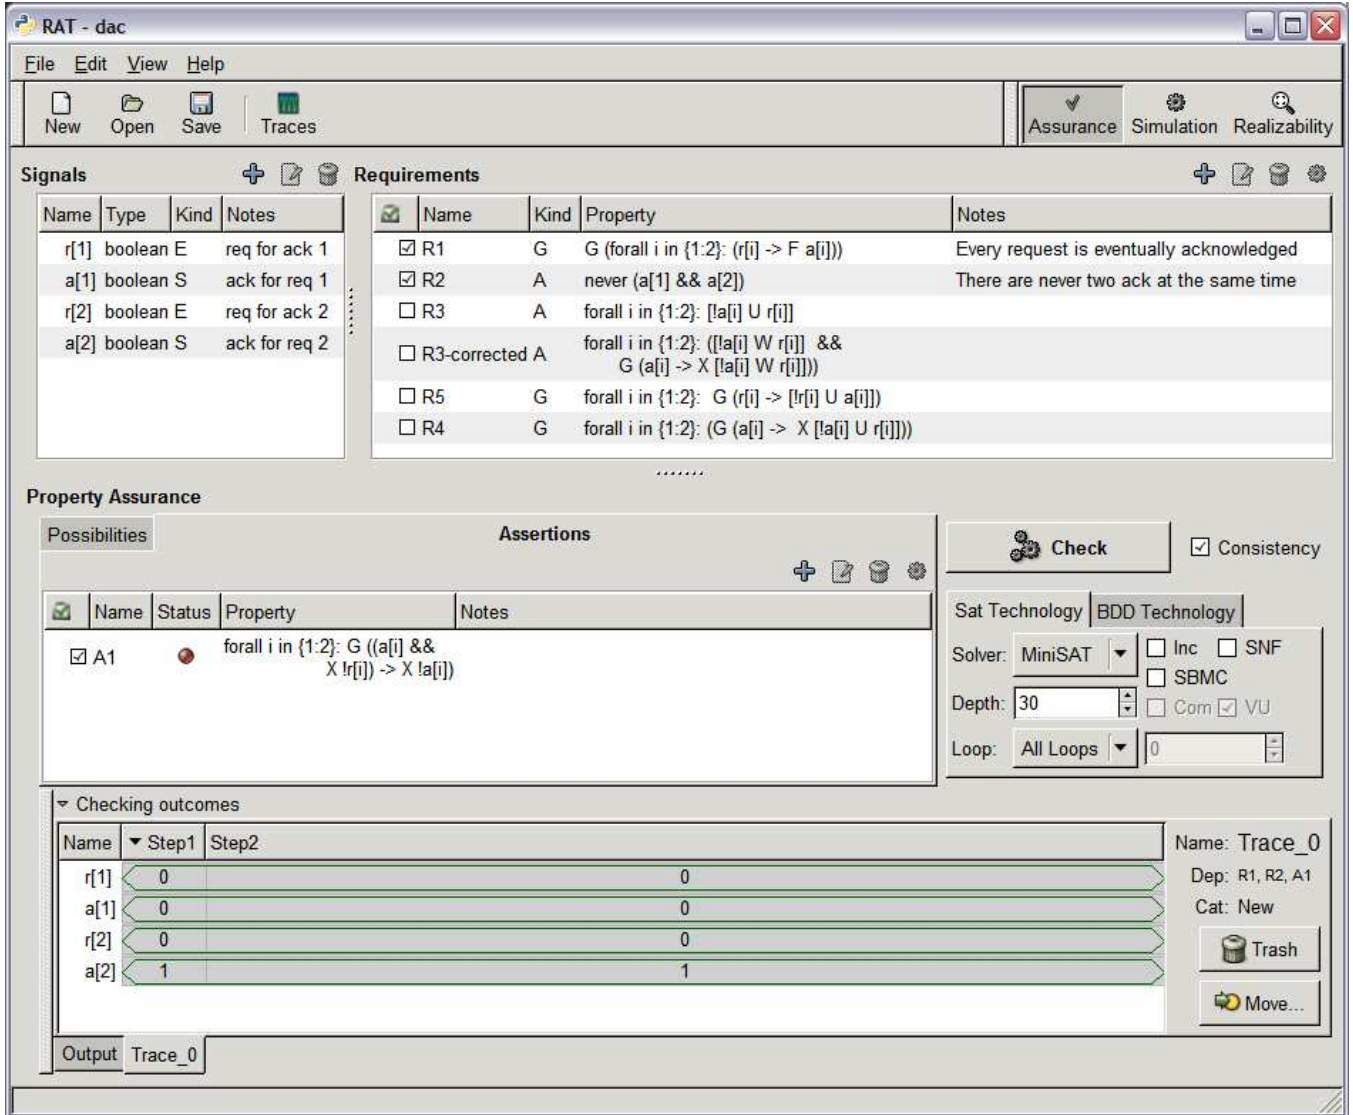 RAT - dac
File Edit View Help
New Open Save Traces Assurance Simulation Realizability
Signals
Name Type Kind Notes
r[1] boolean E req for ack 1
a[1] boolean S ack for req 1
r[2] boolean E req for ack 2
a[2] boolean S ack for req 2
Requirements
Name Kind Property Notes
R1 G G (forall i in {1:2}: (r[i] -> F a[i])) Every request is eventually acknowledged
R2 A never (a[1] && a[2]) There are never two ack at the same time
R3 A forall i in {1:2}: [!a[i] U r[i]]
R3-corrected A forall i in {1:2}: ([!a[i] W r[i]] &&
G (a[i] -> X [!a[i] W r[i]]))
R5 G forall i in {1:2}: G (r[i] -> [!r[i] U a[i]])
R4 G forall i in {1:2}: (G (a[i] -> X [!a[i] U r[i]]))
Property Assurance
Possibilities Assertions
Name Status Property Notes
A1 forall i in {1:2}: G ((a[i] &&
X !r[i]) -> X !a[i])
Check Consistency
Sat Technology BDD Technology
Solver: MiniSAT Inc SNF
SBMC
Depth: 30 Com VU
Loop: All Loops 0
Checking outcomes
Name Step1 Step2
r[1] 0 0
a[1] 0 0
r[2] 0 0
a[2] 1 1
Name: Trace_0
Dep: R1, R2, A1
Cat: New
Trash
Move...
Output Trace_0